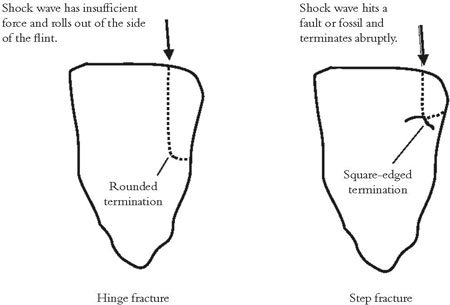 Shock wave has insufficient
force and rolls out of the side
of the flint.
Rounded
termination
Hinge fracture
Shock wave hits a
fault or fossil and
terminates abruptly.
Square-edged
termination
Step fracture